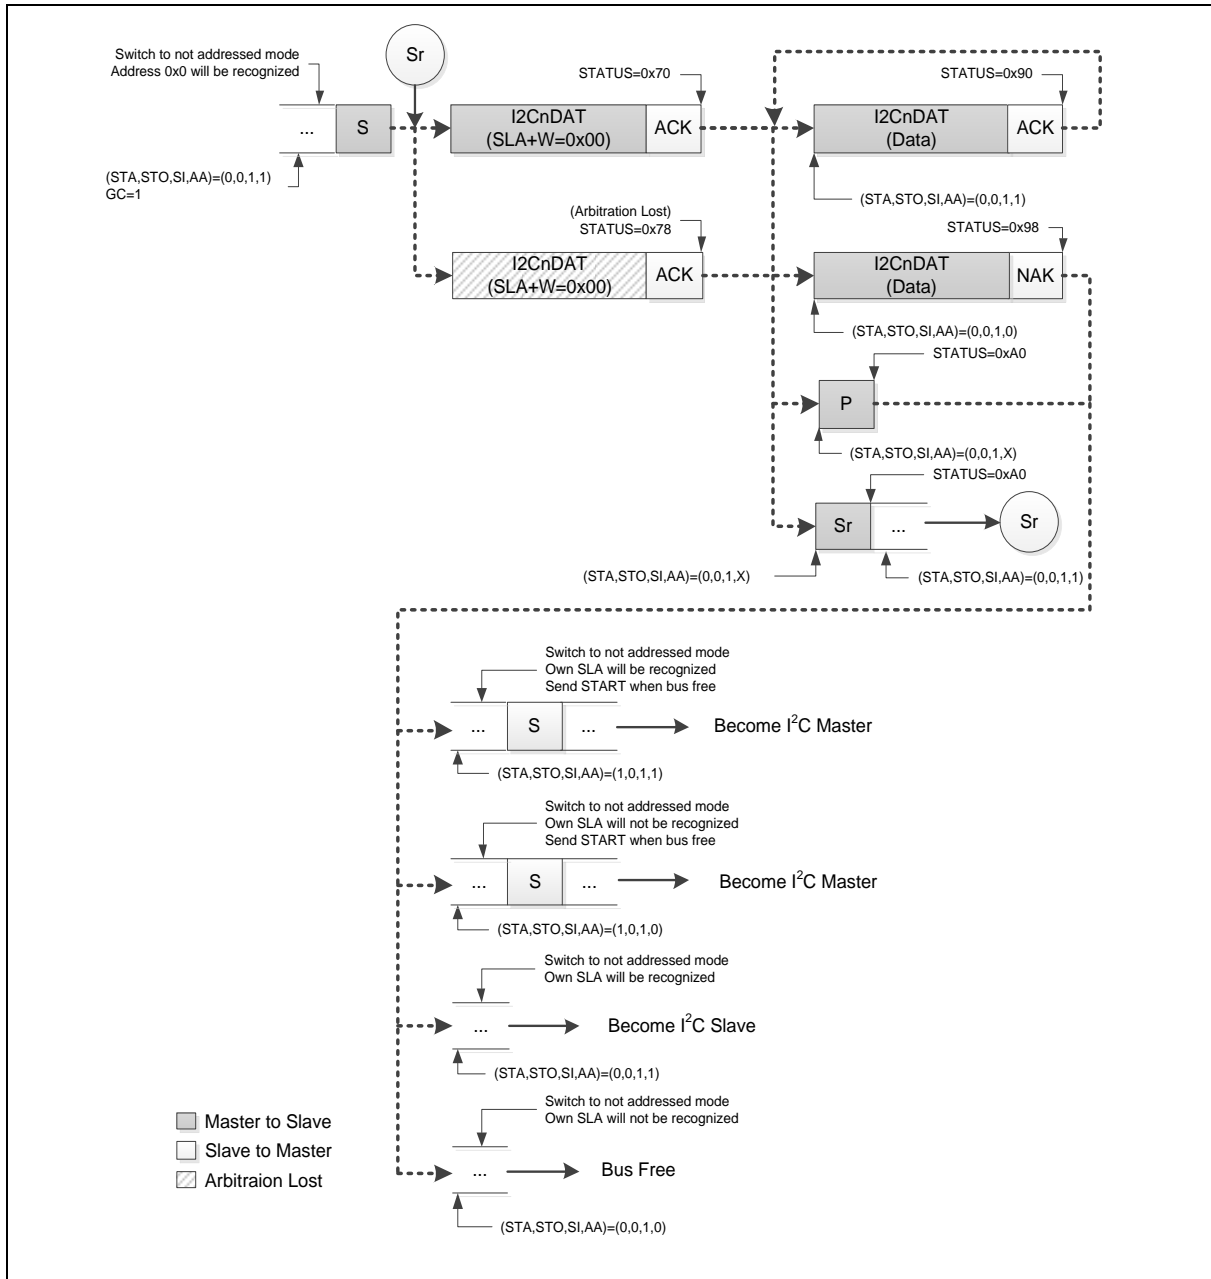 Switch to not addressed mode
Address 0x0 will be recognized
Sr
STATUS=0x70
STATUS=0x90
...
S
I2CnDAT
(SLA+W=0x00)
ACK
I2CnDAT
(Data)
ACK
(STA,STO,SI,AA)=(0,0,1,1)
GC=1
(STA,STO,SI,AA)=(0,0,1,1)
(Arbitration Lost)
STATUS=0x78
STATUS=0x98
I2CnDAT
(SLA+W=0x00)
ACK
I2CnDAT
(Data)
NAK
(STA,STO,SI,AA)=(0,0,1,0)
STATUS=0xA0
P
(STA,STO,SI,AA)=(0,0,1,X)
STATUS=0xA0
Sr
...
Sr
(STA,STO,SI,AA)=(0,0,1,X)
(STA,STO,SI,AA)=(0,0,1,1)
Switch to not addressed mode
Own SLA will be recognized
Send START when bus free
...
S
...
Become I²C Master
(STA,STO,SI,AA)=(1,0,1,1)
Switch to not addressed mode
Own SLA will not be recognized
Send START when bus free
...
S
...
Become I²C Master
(STA,STO,SI,AA)=(1,0,1,0)
Switch to not addressed mode
Own SLA will be recognized
...
Become I²C Slave
(STA,STO,SI,AA)=(0,0,1,1)
Switch to not addressed mode
Own SLA will not be recognized
...
Bus Free
(STA,STO,SI,AA)=(0,0,1,0)
Master to Slave
Slave to Master
Arbitraion Lost